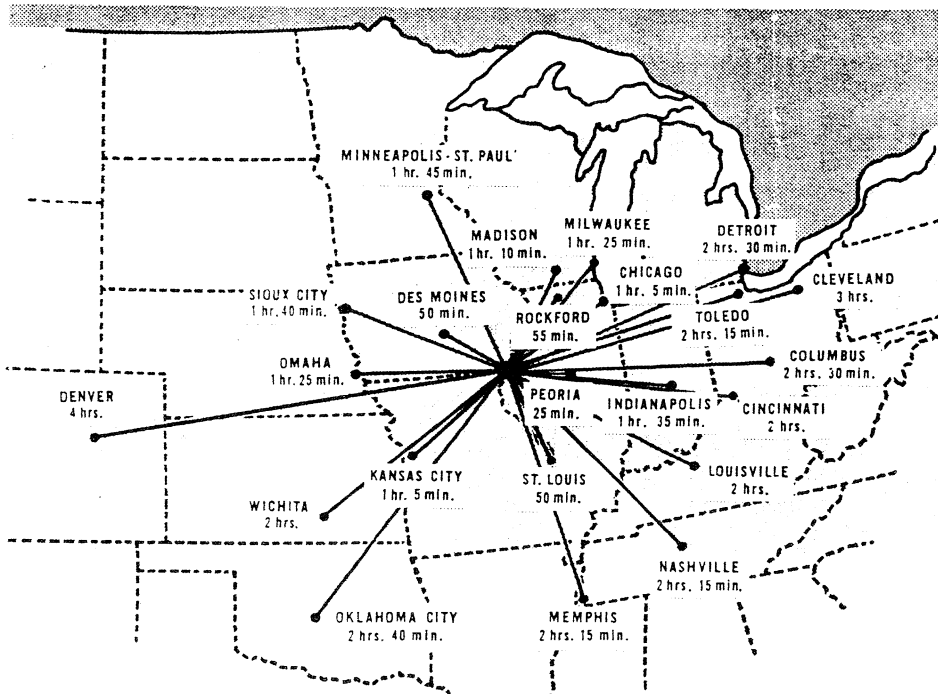 MINNEAPOLIS - ST. PAUL
1 hr. 45 min.
MADISON
1 hr. 10 min.
MILWAUKEE
1 hr. 25 min.
DETROIT
2 hrs. 30 min.
CHICAGO
1 hr. 5 min.
CLEVELAND
3 hrs.
SIOUX CITY
1 hr. 40 min.
DES MOINES
50 min.
ROCKFORD
55 min.
TOLEDO
2 hrs. 15 min.
OMAHA
1 hr. 25 min.
COLUMBUS
2 hrs. 30 min.
DENVER
4 hrs.
PEORIA
25 min.
INDIANAPOLIS
1 hr. 35 min.
CINCINNATI
2 hrs.
KANSAS CITY
1 hr. 5 min.
ST. LOUIS
50 min.
LOUISVILLE
2 hrs.
WICHITA
2 hrs.
NASHVILLE
2 hrs. 15 min.
OKLAHOMA CITY
2 hrs. 40 min.
MEMPHIS
2 hrs. 15 min.